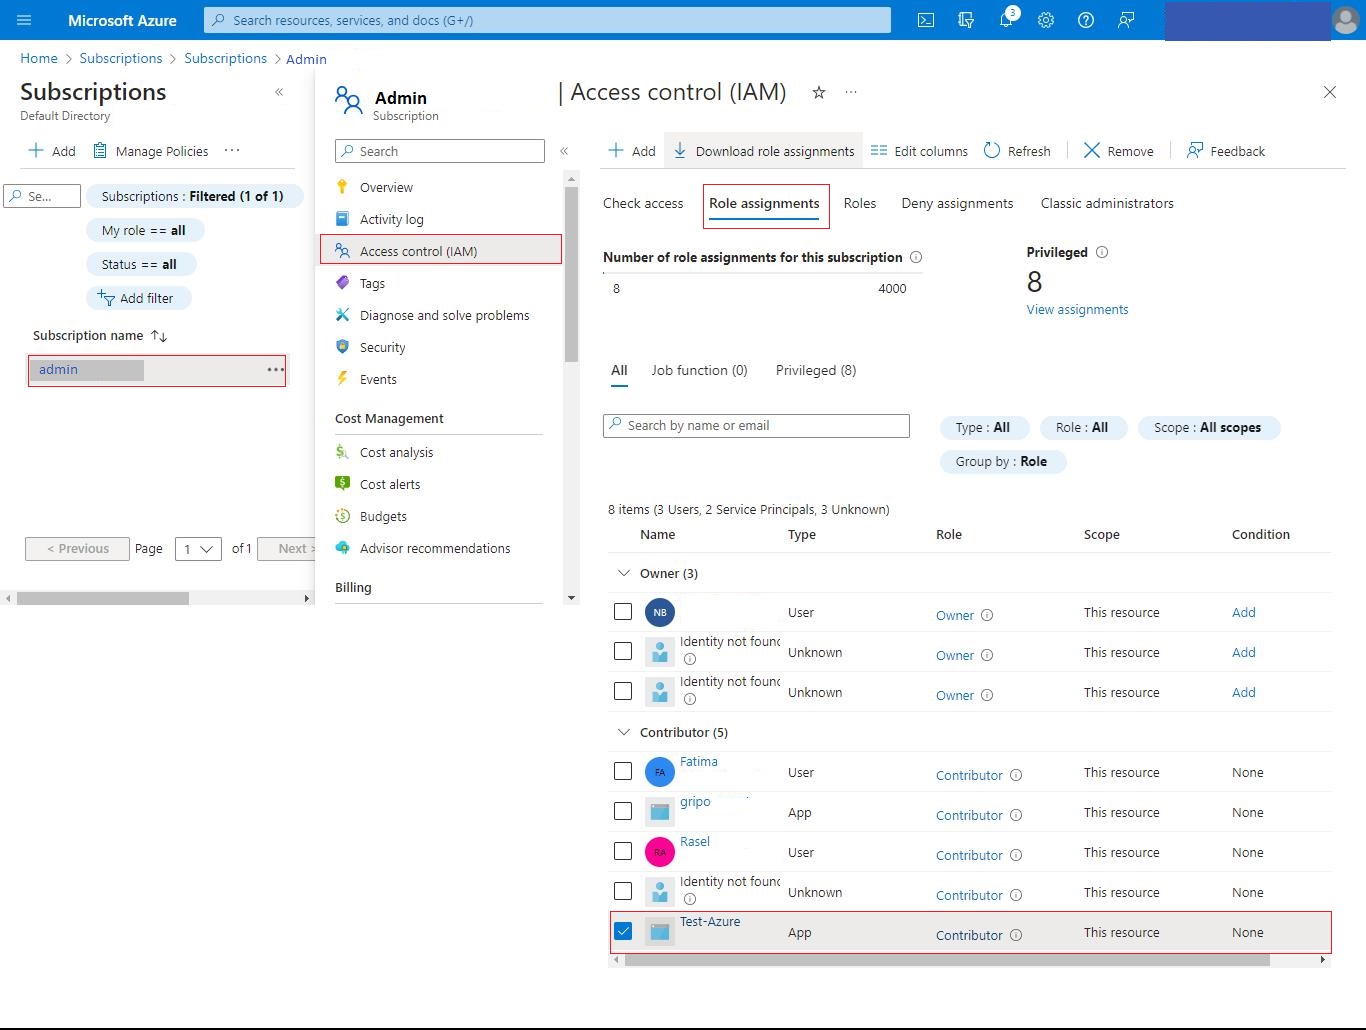 Microsoft Azure
Search resources, services, and docs (G+/)
3
Home > Subscriptions > Subscriptions > Admin
Subscriptions
Default Directory
«
+ Add
Manage Policies
...
Se...
Subscriptions : Filtered (1 of 1)
My role == all
Status == all
Add filter
Subscription name ↑↓
admin
...
< Previous
Page
1
of 1
Next >
Admin
Subscription
| Access control (IAM)
...
Search
«
Overview
Activity log
Access control (IAM)
Tags
Diagnose and solve problems
Security
Events
Cost Management
Cost analysis
Cost alerts
Budgets
Advisor recommendations
Billing
+ Add
Download role assignments
Edit columns
Refresh
Remove
Feedback
Check access
Role assignments
Roles
Deny assignments
Classic administrators
Number of role assignments for this subscription
8
4000
Privileged
8
View assignments
All
Job function (0)
Privileged (8)
Search by name or email
Type : All
Role : All
Scope : All scopes
Group by : Role
8 items (3 Users, 2 Service Principals, 3 Unknown)
Name Type Role Scope Condition
Owner (3)
NB User Owner This resource Add
Identity not found Unknown Owner This resource Add
Identity not found Unknown Owner This resource Add
Contributor (5)
FA Fatima User Contributor This resource None
gripo App Contributor This resource None
RA Rasel User Contributor This resource None
Identity not found Unknown Contributor This resource None
Test-Azure App Contributor This resource None